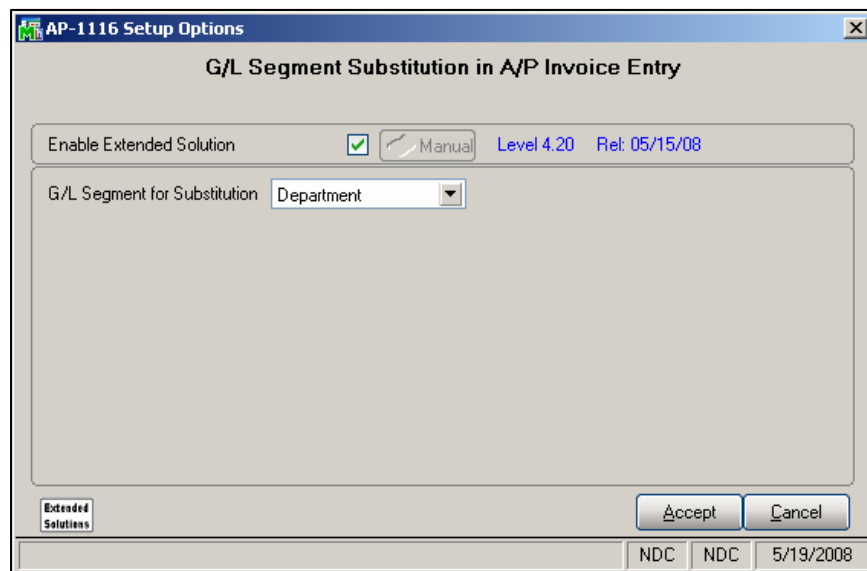 AP-1116 Setup Options
G/L Segment Substitution in A/P Invoice Entry
Enable Extended Solution Manual Level 4.20 Rel: 05/15/08
G/L Segment for Substitution Department
Extended
Solutions
Accept Cancel
NDC NDC 5/19/2008